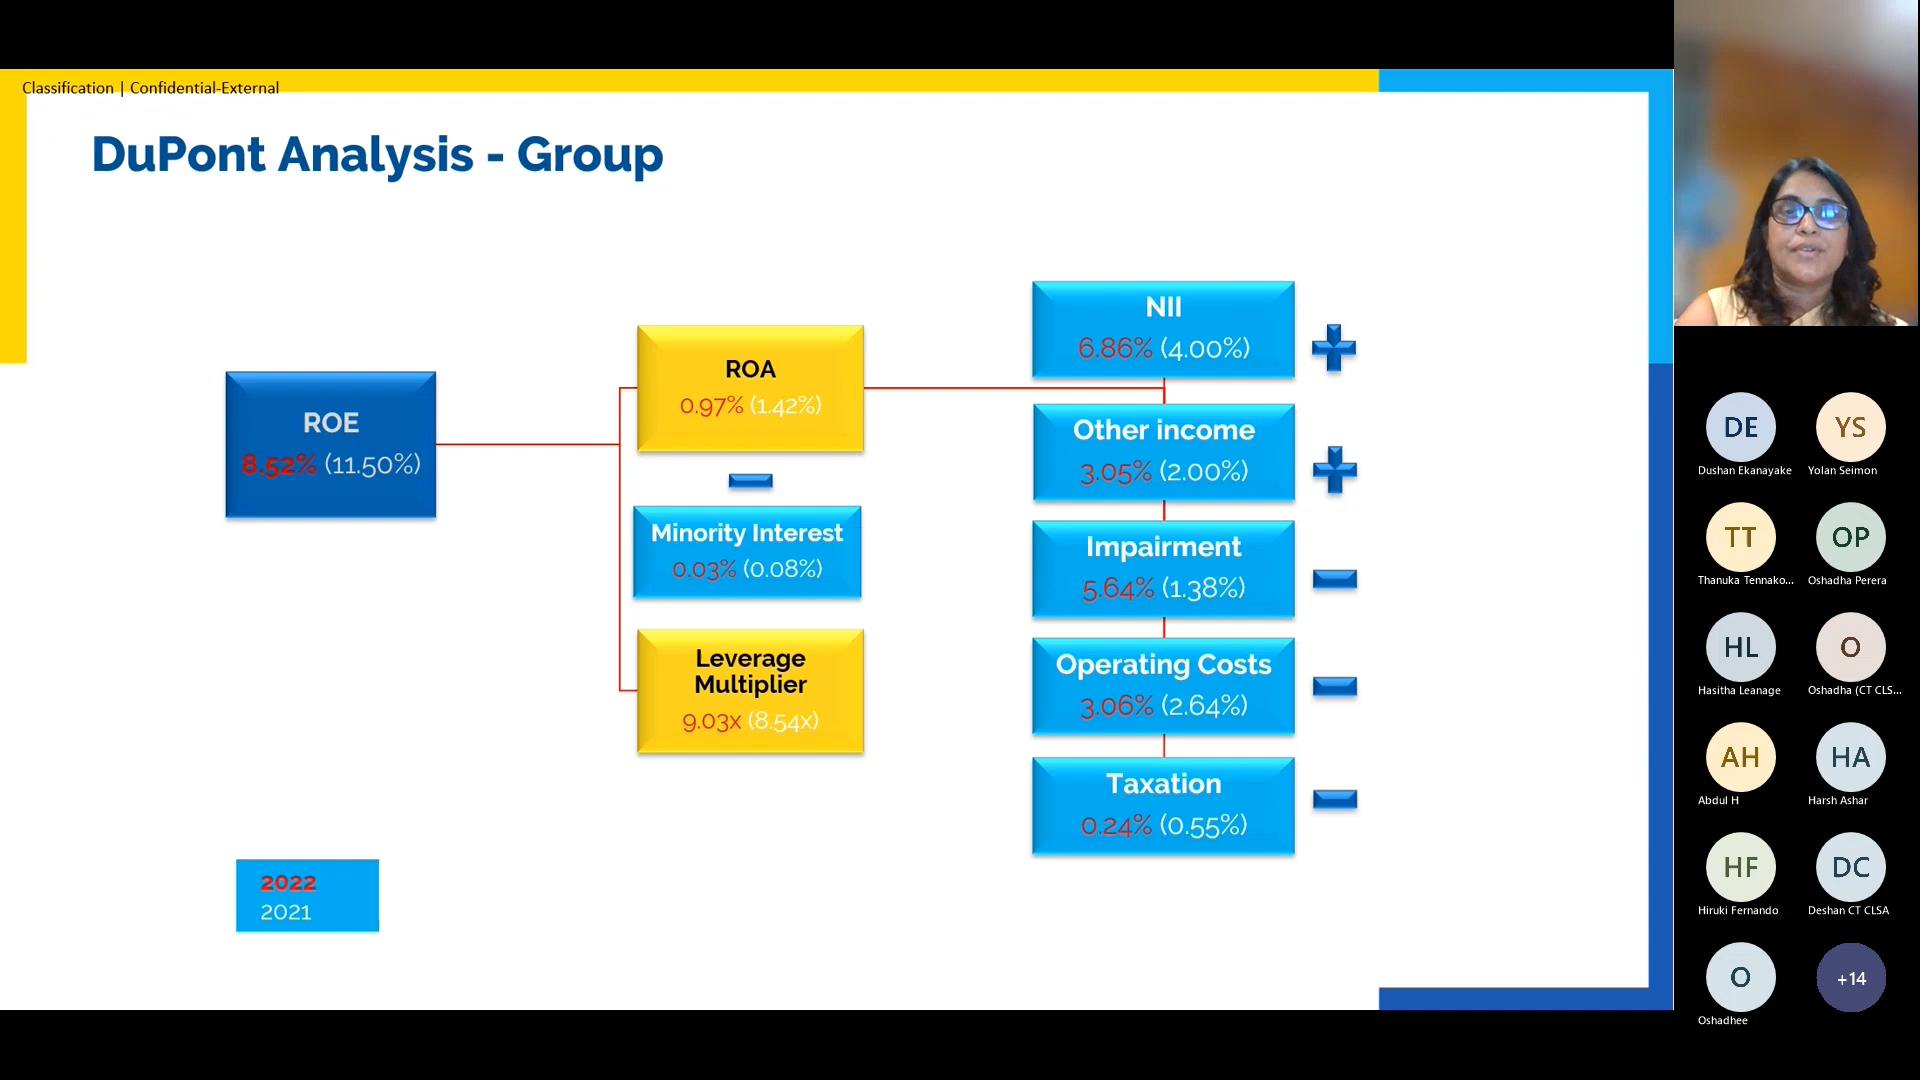 Classification | Confidential-External
DuPont Analysis - Group
ROE
8.52% (11.50%)
ROA
0.97% (1.42%)
Minority Interest
0.03% (0.08%)
Leverage
Multiplier
9.03x (8.54x)
NII
6.86% (4.00%)
Other income
3.05% (2.00%)
Impairment
5.64% (1.38%)
Operating Costs
3.06% (2.64%)
Taxation
0.24% (0.55%)
2022
2021
DE
Dushan Ekanayake
YS
Yolan Seimon
TT
Thanuka Tennako...
OP
Oshadha Perera
HL
Hasitha Leanage
O
Oshadha (CT CLS...
AH
Abdul H
HA
Harsh Ashar
HF
Hiruki Fernando
DC
Deshan CT CLSA
O
Oshadhee
+14